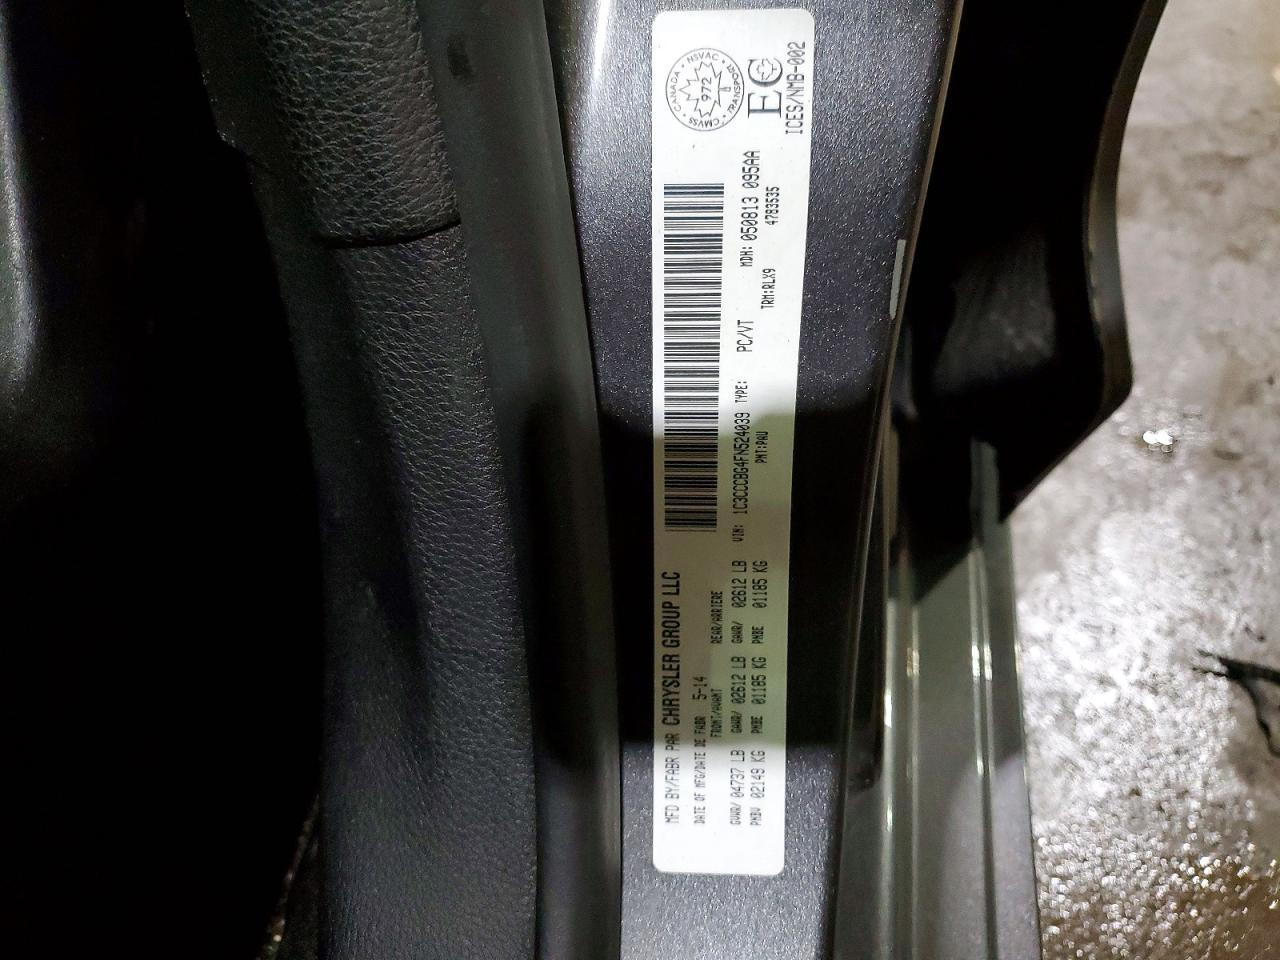 MFD BY/FABR PAR CHRYSLER GROUP LLC
DATE OF MFG/DATE DE FABR 5-14
FRONT/AVANT REAR/ARRIERE
GVWR/ 04737 LB GAWR/ 02612 LB GAWR/ 02612 LB
PNBV 02149 KG PNBE 01185 KG PNBE 01185 KG
VIN: 1C3CCCBG4FN524039 TYPE: PC/VT MDH: 050813 095AA
PNT:PAU TRM:RLX9 4783535
CANADA • NSVAC • TRANSPORT • CMVSS •
972
EC
ICES/NMB-002